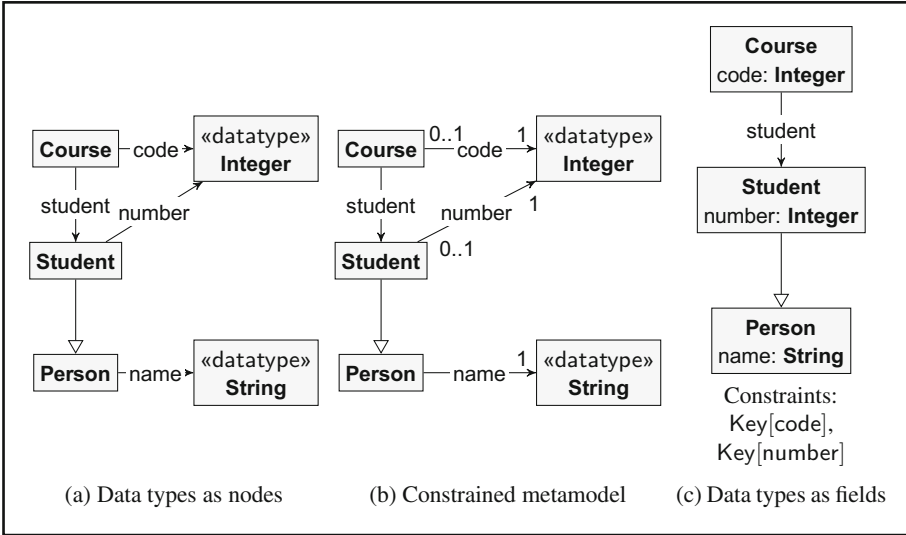 «datatype»
Integer
Course
code
student
number
Student
Person
name
«datatype»
String
(a) Data types as nodes
0..1
1
«datatype»
Integer
Course
code
student
number
1
0..1
Student
Person
name
1
«datatype»
String
(b) Constrained metamodel
Course
code: Integer
student
Student
number: Integer
Person
name: String
Constraints:
Key[code],
Key[number]
(c) Data types as fields